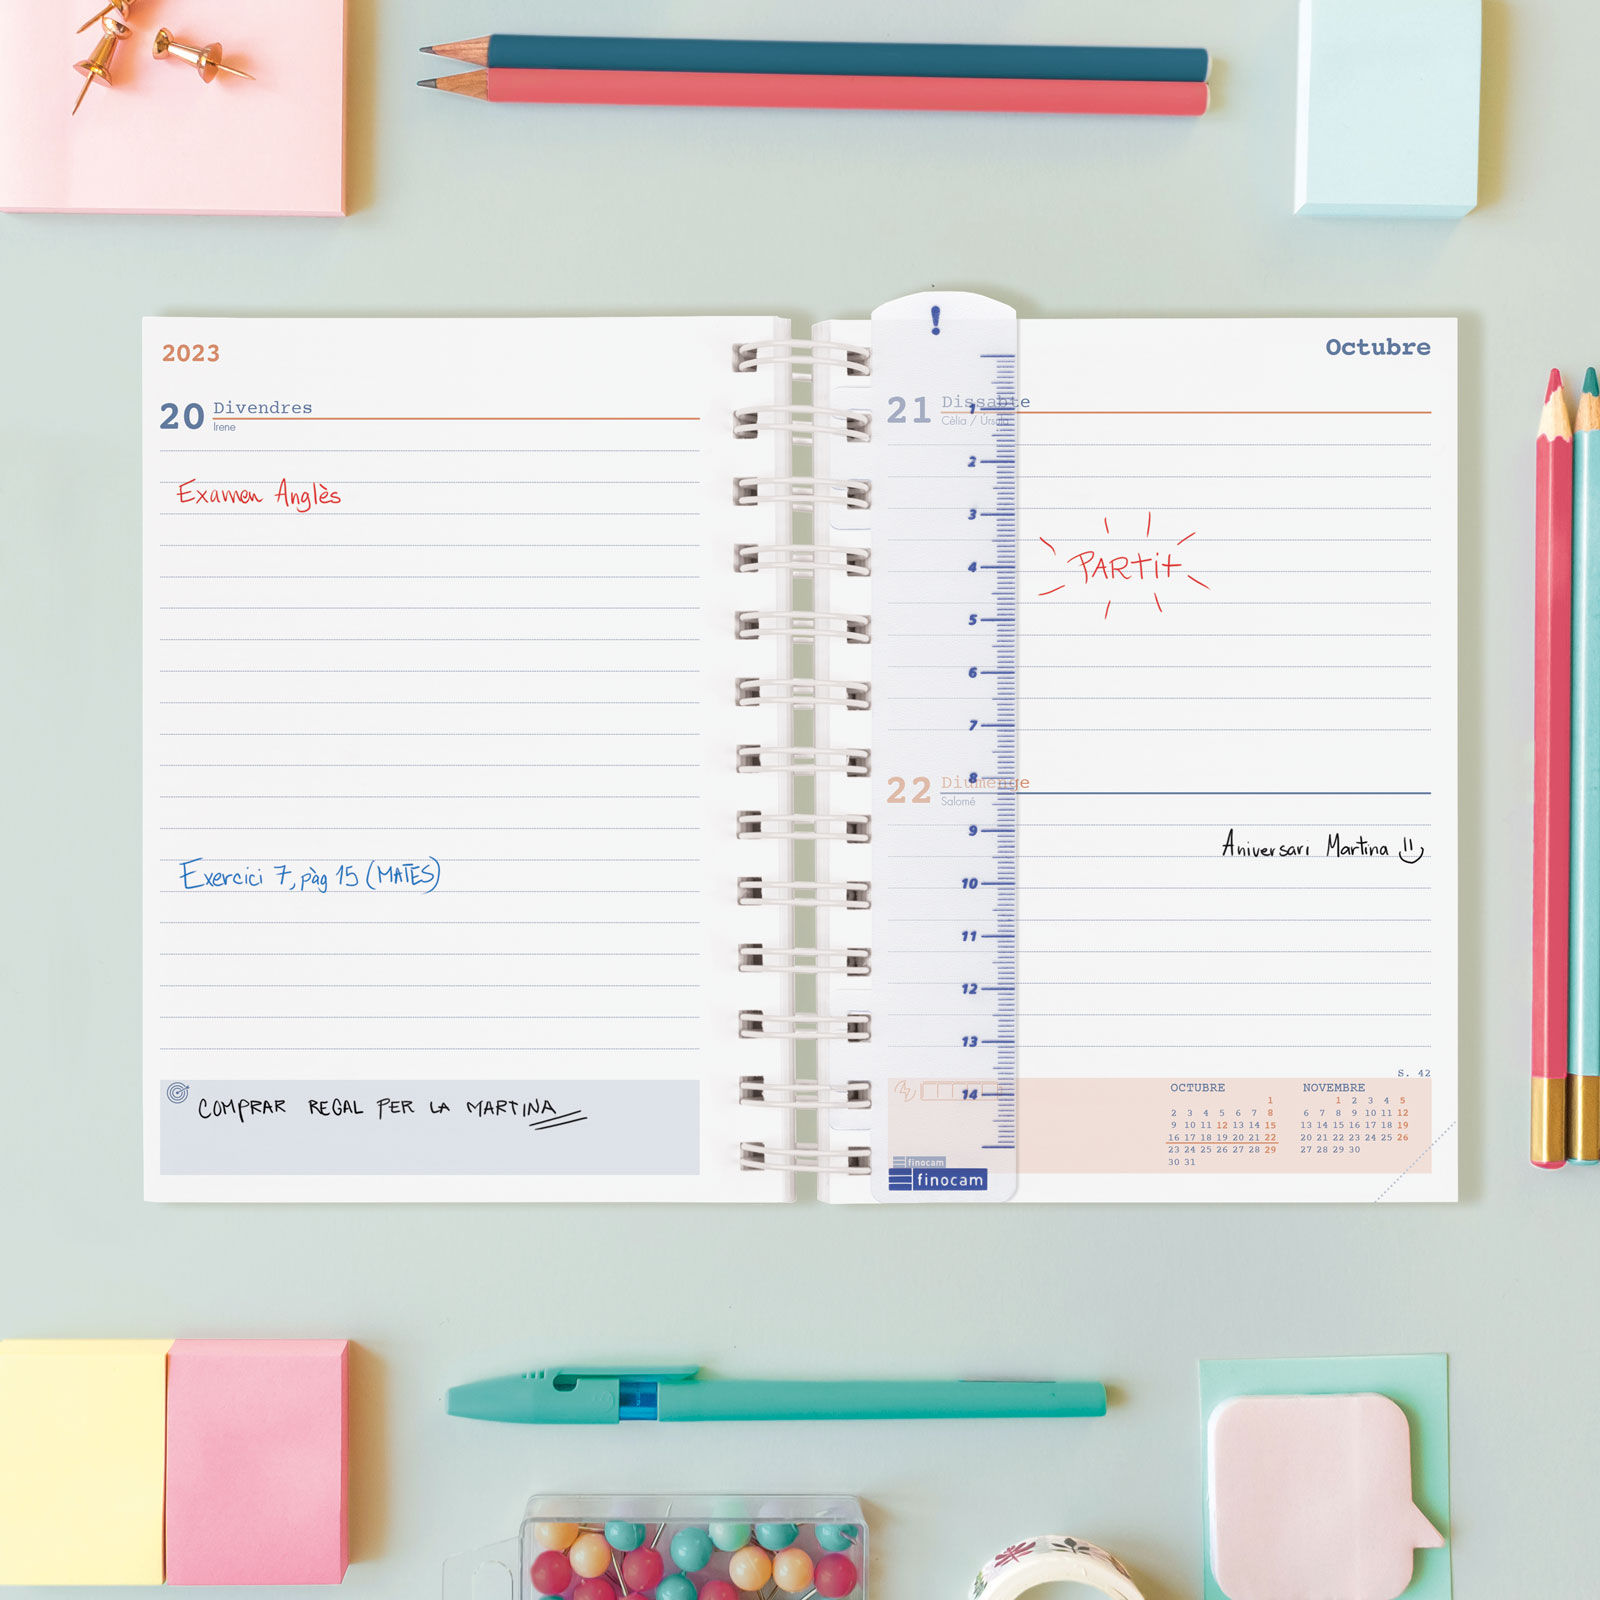 2023
20 Divendres
Irene
Examen Anglès
Exercici 7, pàg 15 (MATES)
COMPRAR REGAL PER LA MARTINA
!
Octubre
21 Dissabte
Cèlia / Úrsula
PARTIT
22 Diumenge
Salomé
Aniversari Martina
1
2
3
4
5
6
7
8
9
10
11
12
13
14
S. 42
OCTUBRE
1
2 3 4 5 6 7 8
9 10 11 12 13 14 15
16 17 18 19 20 21 22
23 24 25 26 27 28 29
30 31
NOVEMBRE
1 2 3 4 5
6 7 8 9 10 11 12
13 14 15 16 17 18 19
20 21 22 23 24 25 26
27 28 29 30
finocam
finocam